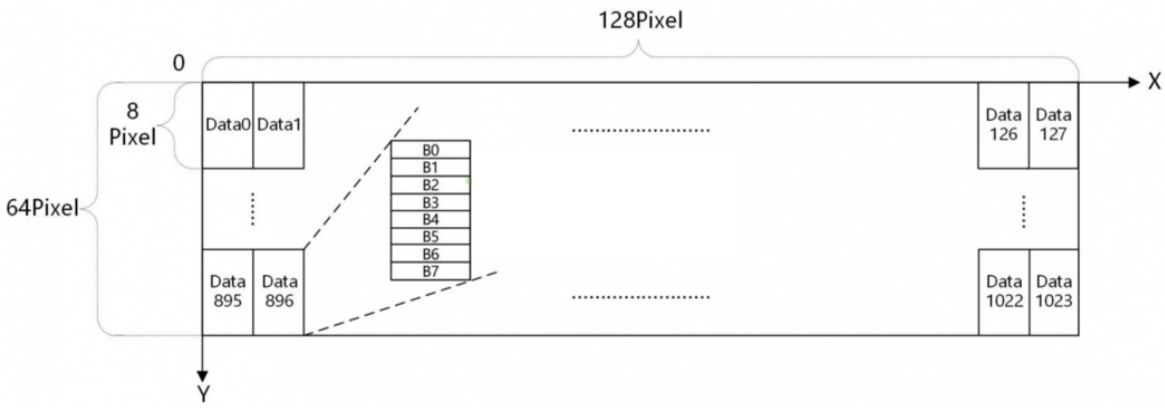 128Pixel
0
X
8
Pixel
Data0 Data1
Data
126
Data
127
B0
B1
B2
B3
B4
B5
B6
B7
64Pixel
Data
895
Data
896
Data
1022
Data
1023
Y